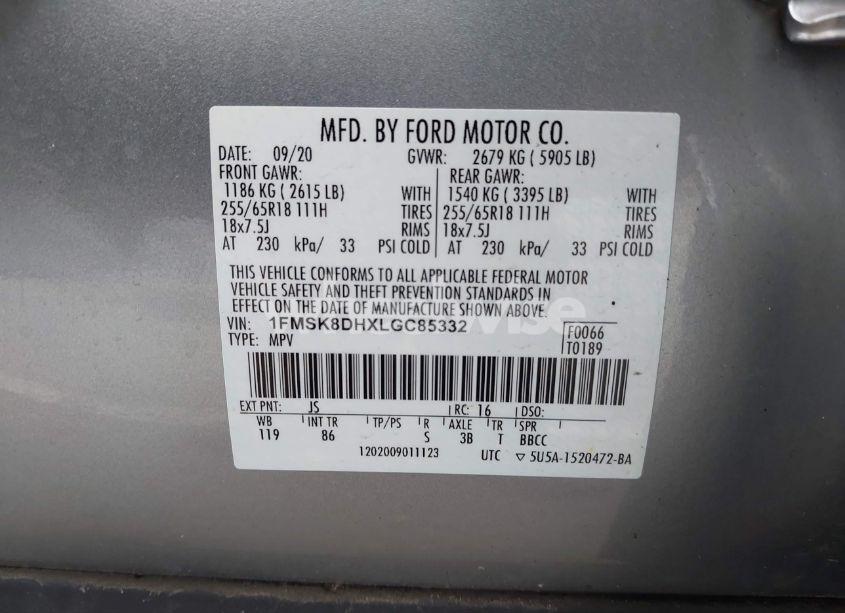 MFD. BY FORD MOTOR CO.
DATE: 09/20 GVWR: 2679 KG ( 5905 LB)
FRONT GAWR: REAR GAWR:
1186 KG ( 2615 LB) WITH 1540 KG ( 3395 LB) WITH
255/65R18 111H TIRES 255/65R18 111H TIRES
18x7.5J RIMS 18x7.5J RIMS
AT 230 kPa/ 33 PSI COLD AT 230 kPa/ 33 PSI COLD
THIS VEHICLE CONFORMS TO ALL APPLICABLE FEDERAL MOTOR
VEHICLE SAFETY AND THEFT PREVENTION STANDARDS IN
EFFECT ON THE DATE OF MANUFACTURE SHOWN ABOVE.
VIN: 1FMSK8DHXLGC85332 F0066
TYPE: MPV T0189
EXT PNT: JS RC: 16 DSO:
WB INT TR TP/PS R AXLE TR SPR
119 86 S 3B T BBCC
1202009011123 UTC ▽ 5U5A-1520472-BA